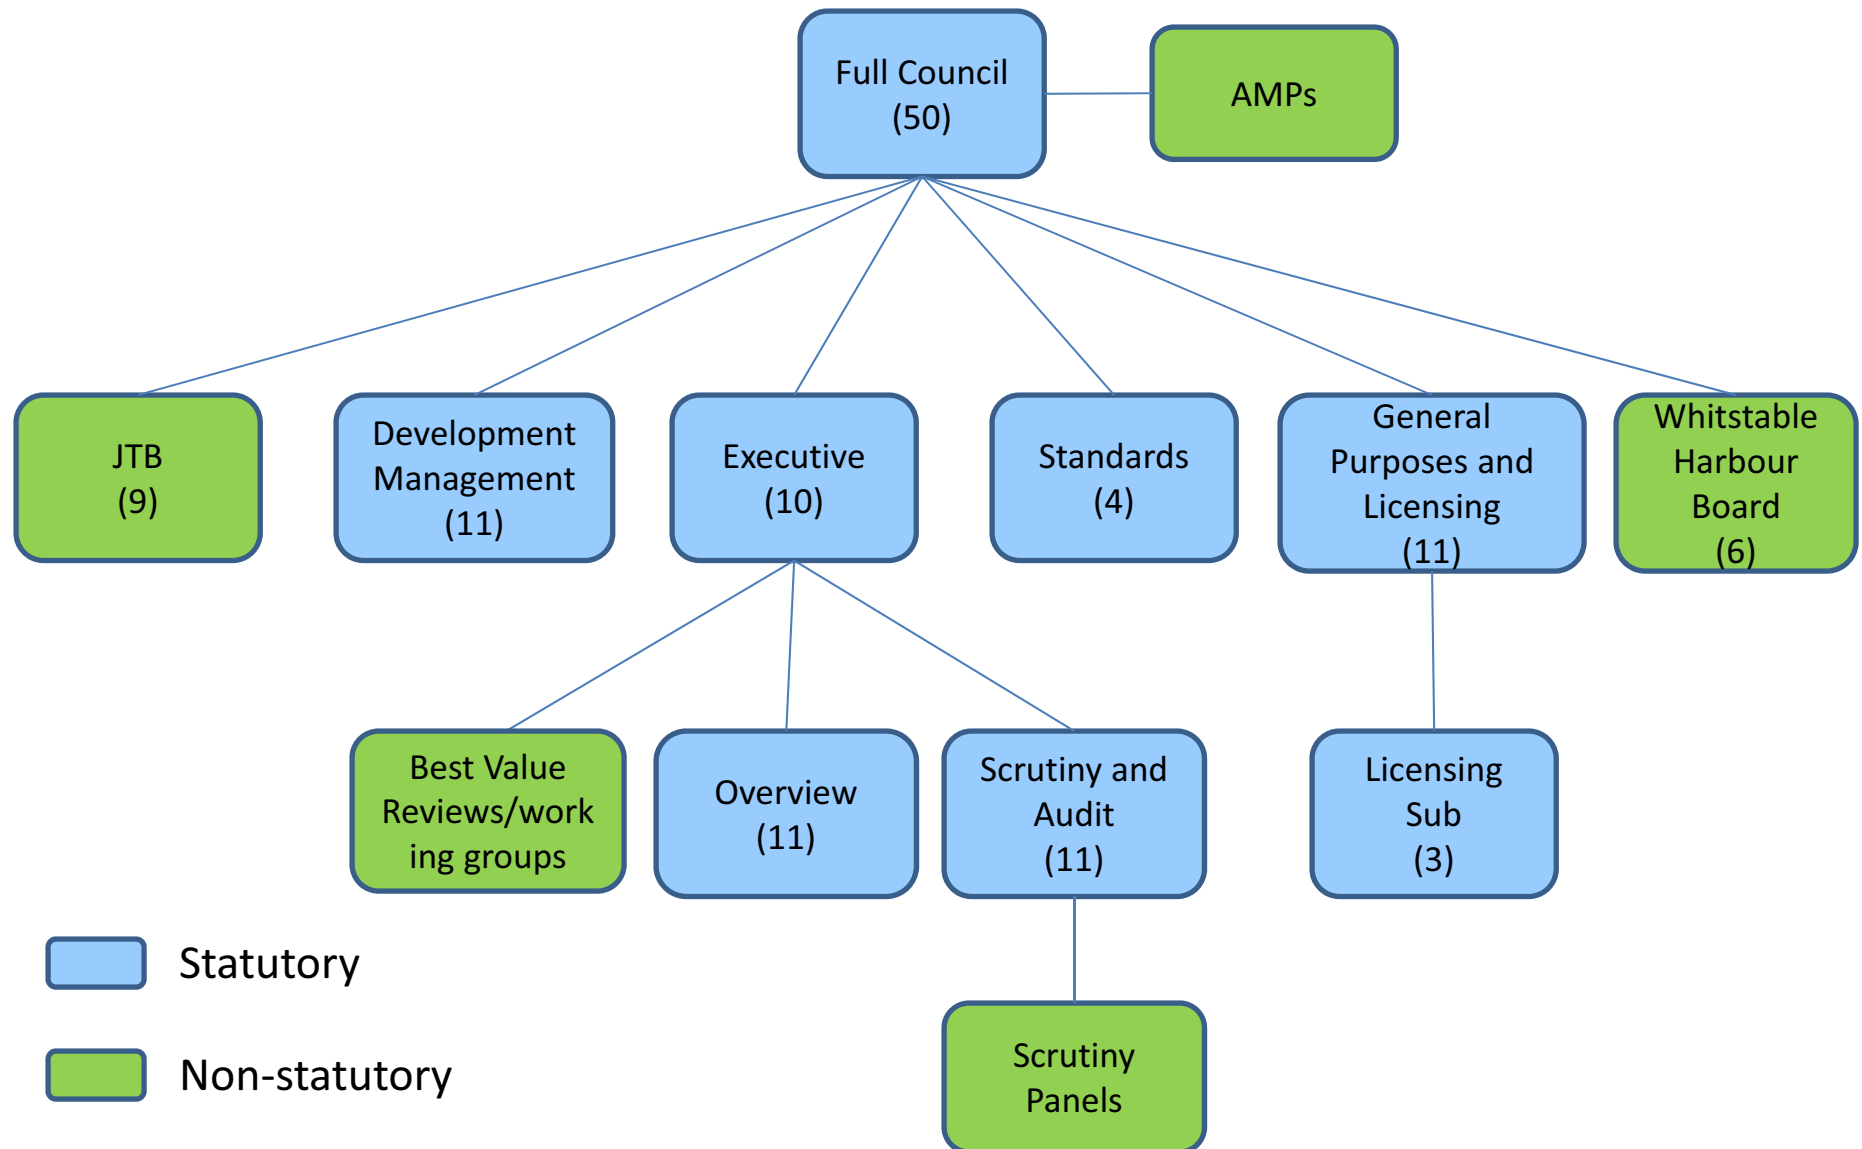 Full Council
(50)
AMPs
JTB
(9)
Development
Management
(11)
Executive
(10)
Standards
(4)
General
Purposes and
Licensing
(11)
Whitstable
Harbour
Board
(6)
Best Value
Reviews/work
ing groups
Overview
(11)
Scrutiny and
Audit
(11)
Licensing
Sub
(3)
Statutory
Non-statutory
Scrutiny
Panels